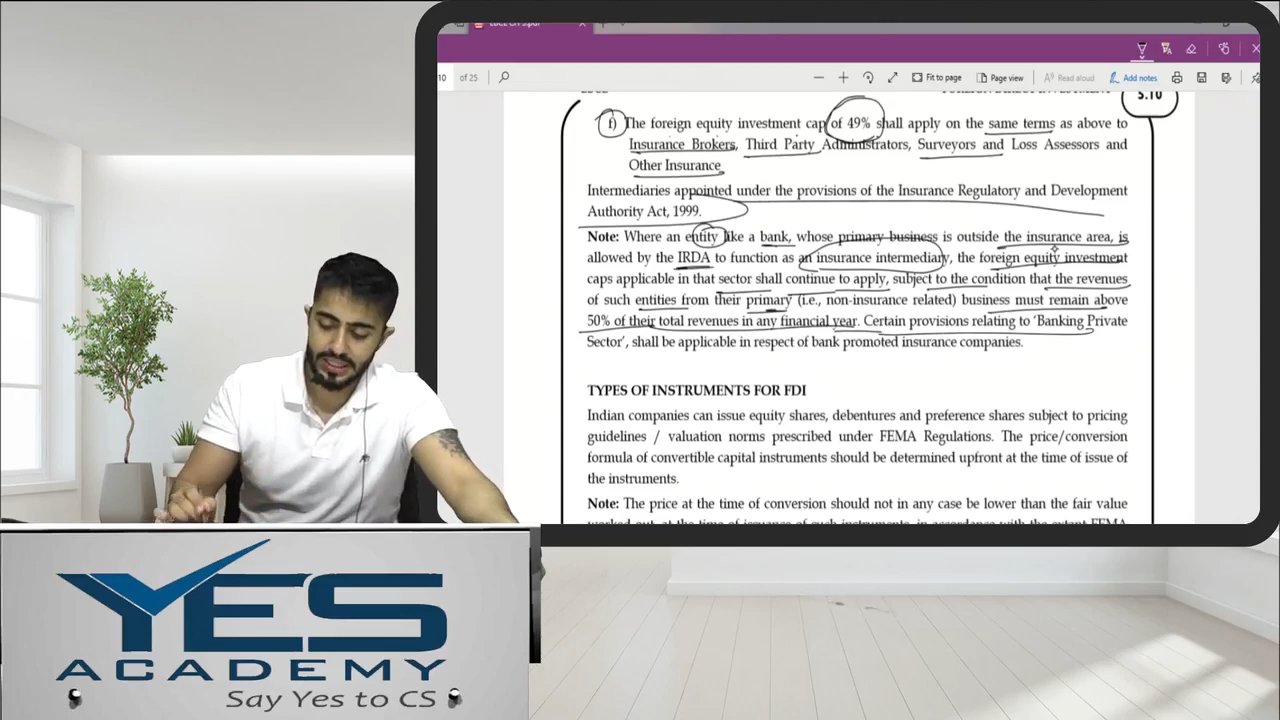 10 of 25
Fit to page
Page view
Read aloud
Add notes
5.10
f) The foreign equity investment cap of 49% shall apply on the same terms as above to
Insurance Brokers, Third Party Administrators, Surveyors and Loss Assessors and
Other Insurance
Intermediaries appointed under the provisions of the Insurance Regulatory and Development
Authority Act, 1999.
Note: Where an entity like a bank, whose primary business is outside the insurance area, is
allowed by the IRDA to function as an insurance intermediary, the foreign equity investment
caps applicable in that sector shall continue to apply, subject to the condition that the revenues
of such entities from their primary (i.e., non-insurance related) business must remain above
50% of their total revenues in any financial year. Certain provisions relating to 'Banking Private
Sector', shall be applicable in respect of bank promoted insurance companies.
TYPES OF INSTRUMENTS FOR FDI
Indian companies can issue equity shares, debentures and preference shares subject to pricing
guidelines / valuation norms prescribed under FEMA Regulations. The price/conversion
formula of convertible capital instruments should be determined upfront at the time of issue of
the instruments.
Note: The price at the time of conversion should not in any case be lower than the fair value
YES
ACADEMY
Say Yes to CS